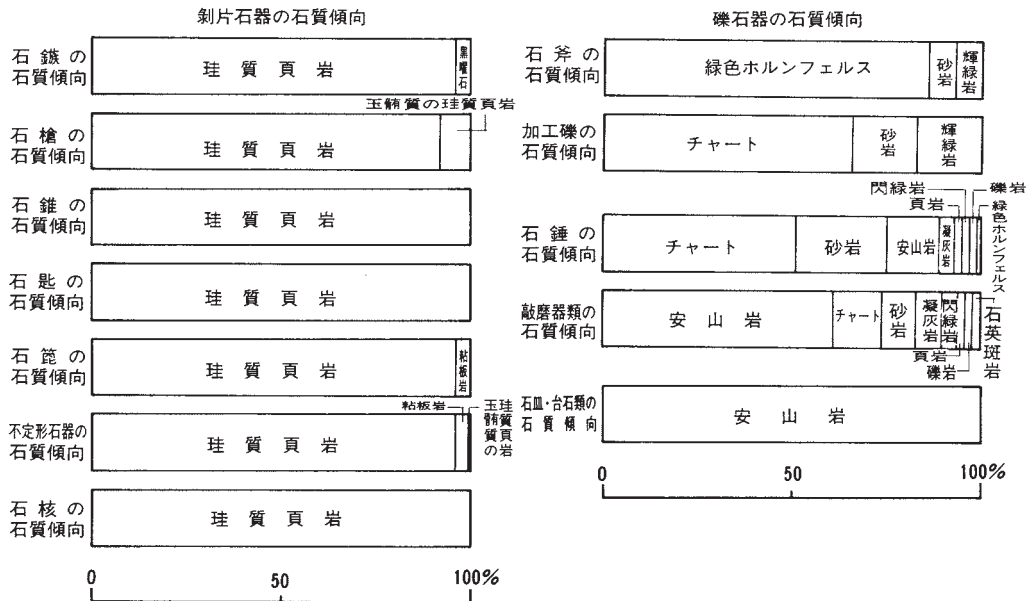 剝片石器の石質傾向
石鏃の
石質傾向
珪質頁岩
黒曜石
石槍の
石質傾向
珪質頁岩
玉髄質の珪質頁岩
石錐の
石質傾向
珪質頁岩
石匙の
石質傾向
珪質頁岩
石箆の
石質傾向
珪質頁岩
粘板岩
不定形石器の
石質傾向
珪質頁岩
粘板岩
玉髄質の
珪質頁岩
石核の
石質傾向
珪質頁岩
0 50 100%
礫石器の石質傾向
石斧の
石質傾向
緑色ホルンフェルス
砂岩
輝緑岩
加工礫の
石質傾向
チャート
砂岩
輝緑岩
石錘の
石質傾向
チャート
砂岩
安山岩
凝灰岩
頁岩
閃緑岩
礫岩
緑色ホルンフェルス
敲磨器類の
石質傾向
安山岩
チャート
砂岩
凝灰岩
閃緑岩
頁岩
礫岩
石英斑岩
石皿・台石類の
石質傾向
安山岩
0 50 100%